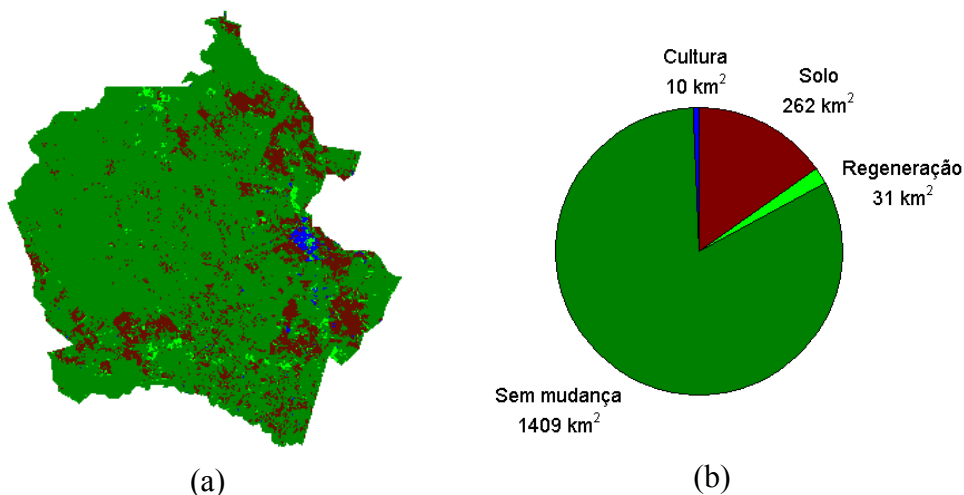 Cultura
10 km²
Solo
262 km²
Regeneração
31 km²
Sem mudança
1409 km²
(a)
(b)